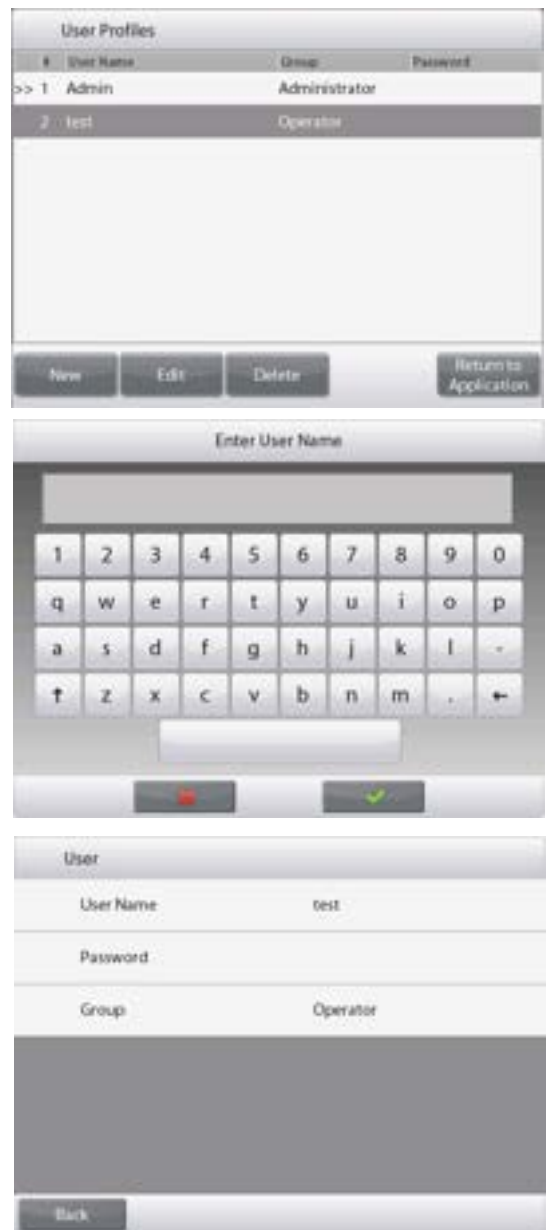 User Profiles
# User Name Group Password
>> 1 Admin Administrator
2 test Operator
New Edit Delete Return to
Application
Enter User Name
1 2 3 4 5 6 7 8 9 0
q w e r t y u i o p
a s d f g h j k l -
↑ z x c v b n m . ←
User
User Name test
Password
Group Operator
Back